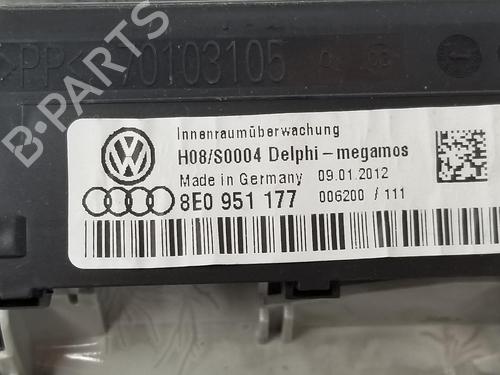 >PP< 70103105
Innenraumüberwachung
H08/S0004 Delphi-megamos
Made in Germany 09.01.2012
8E0 951 177 006200 / 111
B-PARTS